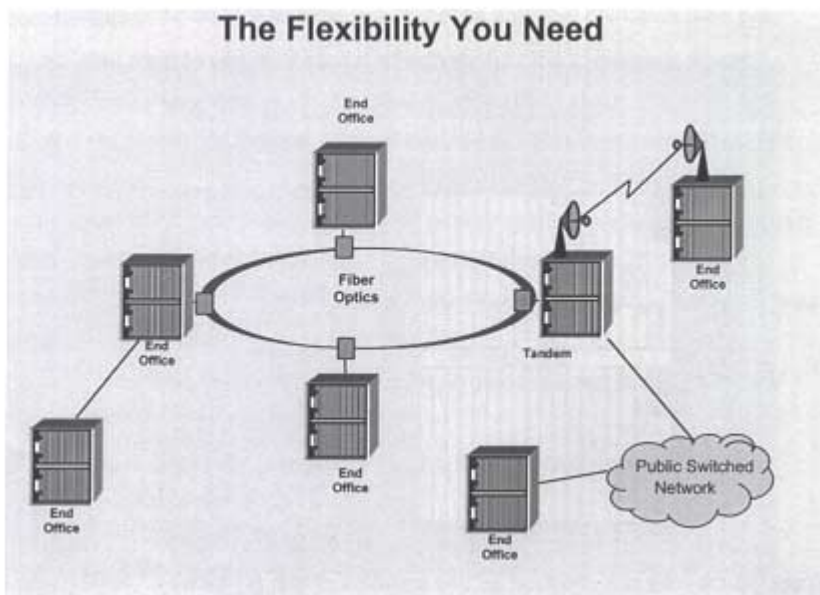 The Flexibility You Need
End
Office
End
Office
Fiber
Optics
End
Office
Tandem
End
Office
End
Office
Public Switched
Network
End
Office
End
Office